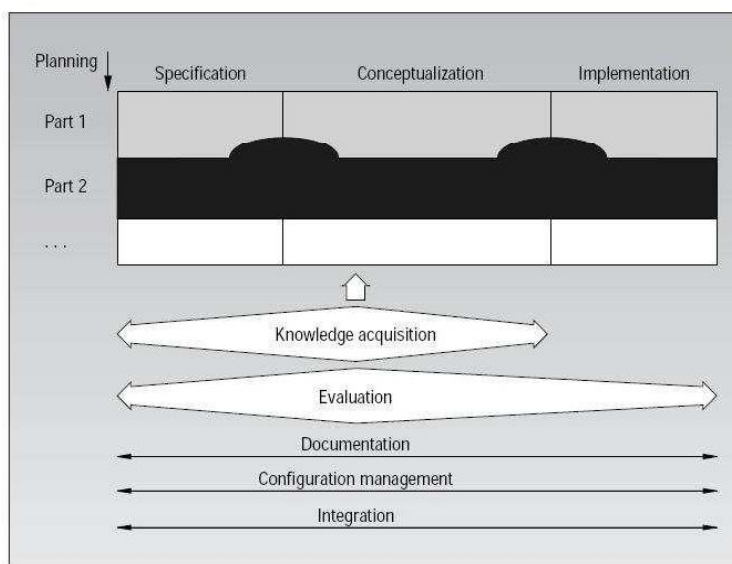 Planning
Specification
Conceptualization
Implementation
Part 1
Part 2
. . .
Knowledge acquisition
Evaluation
Documentation
Configuration management
Integration